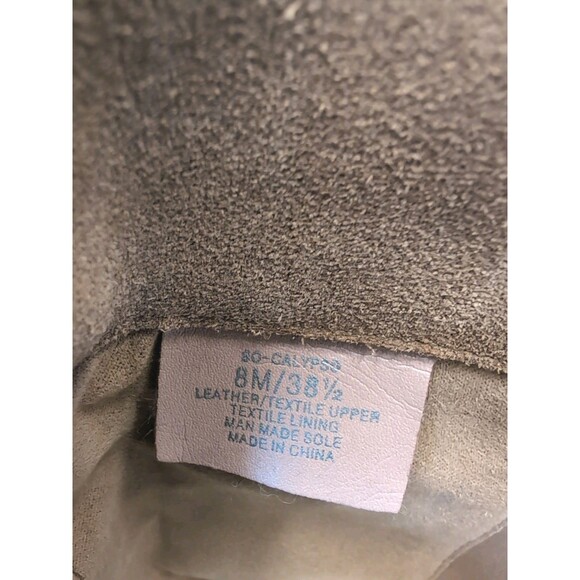 SO-CALYPSO
8M/38½
LEATHER/TEXTILE UPPER
TEXTILE LINING
MAN MADE SOLE
MADE IN CHINA